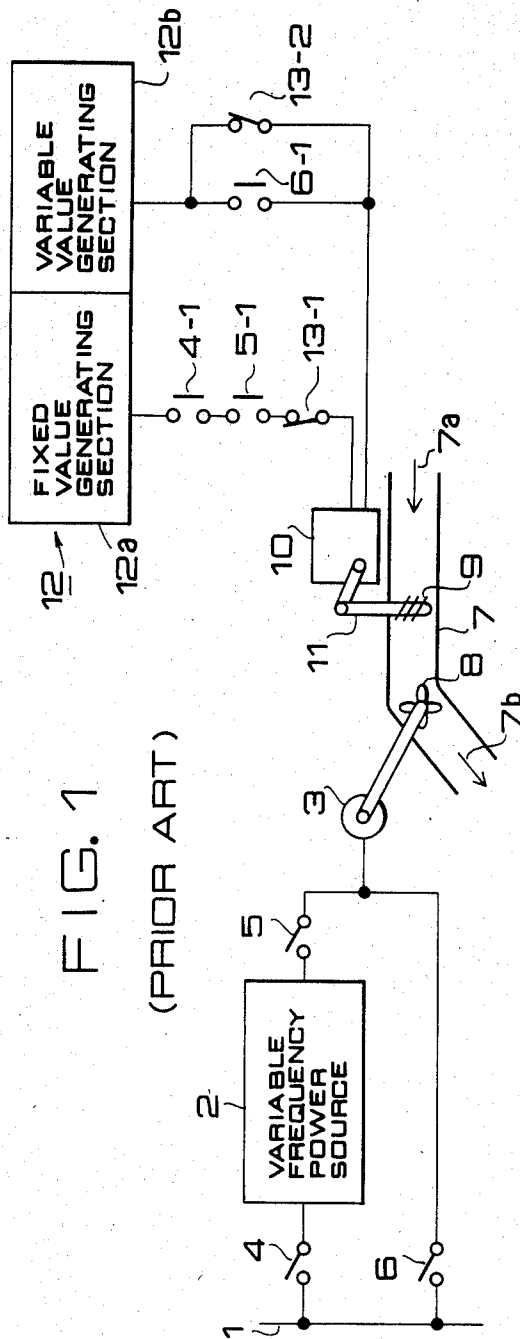 FIG. 1
(PRIOR ART)
1
4
2
VARIABLE
FREQUENCY
POWER
SOURCE
5
6
3
7b
8
7
9
7a
11
10
12
12a
FIXED
VALUE
GENERATING
SECTION
VARIABLE
VALUE
GENERATING
SECTION
12b
4-1
5-1
13-1
6-1
13-2